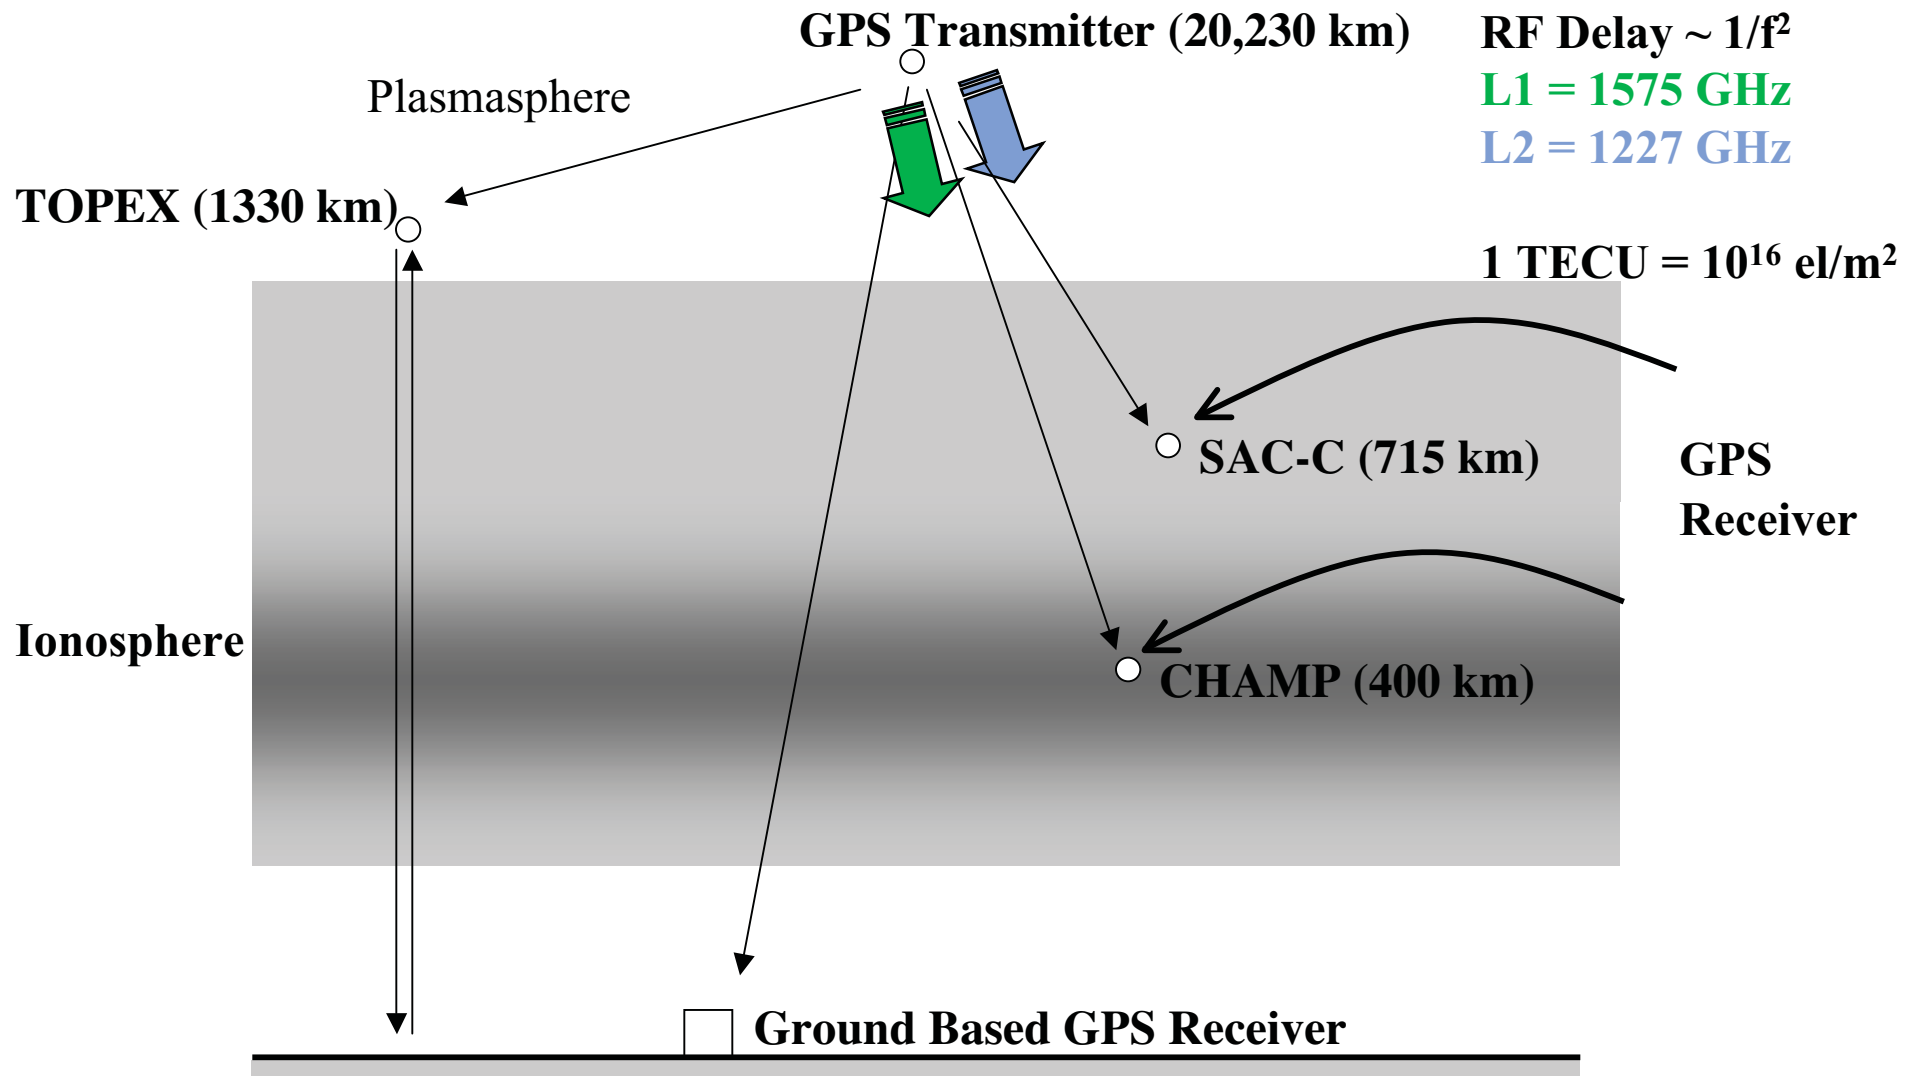 GPS Transmitter (20,230 km)
RF Delay ~ 1/f²
L1 = 1575 GHz
L2 = 1227 GHz
Plasmasphere
TOPEX (1330 km)
1 TECU = 10¹⁶ el/m²
SAC-C (715 km)
GPS
Receiver
Ionosphere
CHAMP (400 km)
Ground Based GPS Receiver